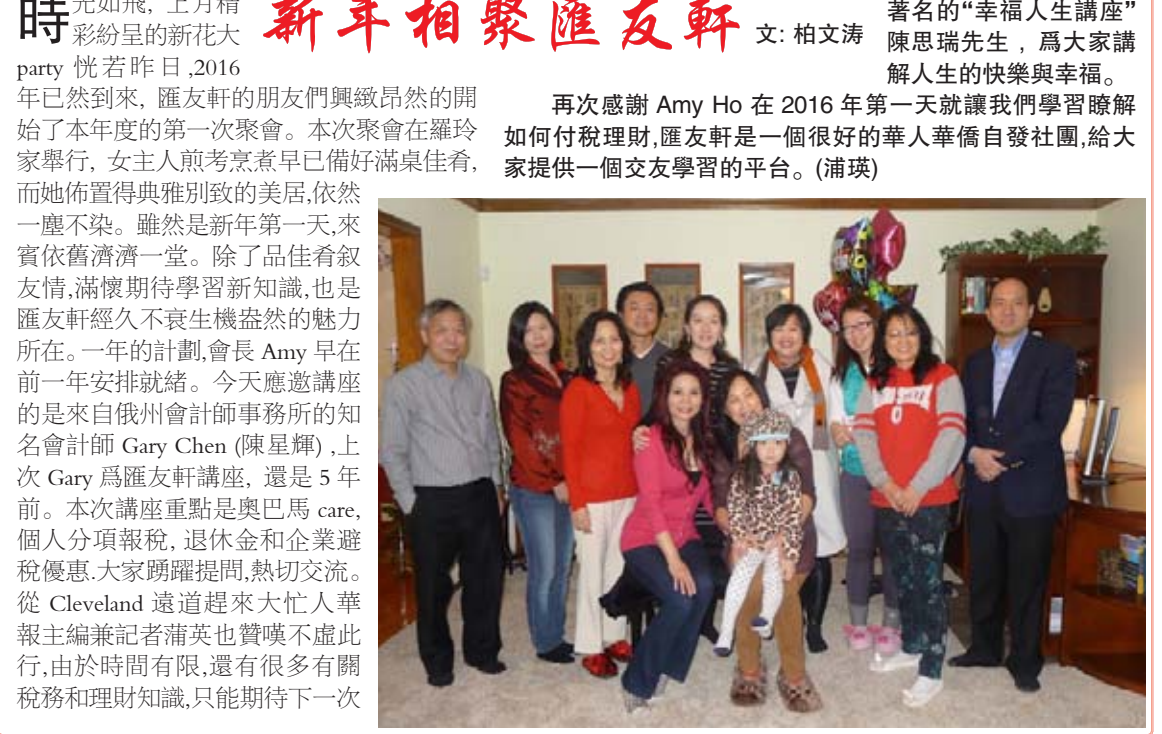 新年相聚匯友軒
文: 柏文涛
時光如飛, 上月精
彩紛呈的新花大
party 恍若昨日,2016
年已然到來, 匯友軒的朋友們興緻昂然的開
始了本年度的第一次聚會。本次聚會在羅玲
家舉行, 女主人煎考烹煮早已備好滿桌佳肴,
而她佈置得典雅別致的美居,依然
一塵不染。雖然是新年第一天,來
賓依舊濟濟一堂。除了品佳肴叙
友情,滿懷期待學習新知識,也是
匯友軒經久不衰生機盎然的魅力
所在。一年的計劃,會長 Amy 早在
前一年安排就緒。今天應邀講座
的是來自俄州會計師事務所的知
名會計師 Gary Chen (陳星輝) ,上
次 Gary 爲匯友軒講座, 還是 5 年
前。本次講座重點是奧巴馬 care,
個人分項報稅, 退休金和企業避
稅優惠.大家踴躍提問,熱切交流。
從 Cleveland 遠道趕來大忙人華
報主編兼記者蒲英也贊嘆不虛此
行,由於時間有限,還有很多有關
稅務和理財知識,只能期待下一次
著名的“幸福人生講座”
陳思瑞先生，爲大家講
解人生的快樂與幸福。
再次感謝 Amy Ho 在 2016 年第一天就讓我們學習瞭解
如何付稅理財,匯友軒是一個很好的華人華僑自發社團,給大
家提供一個交友學習的平台。(浦瑛)